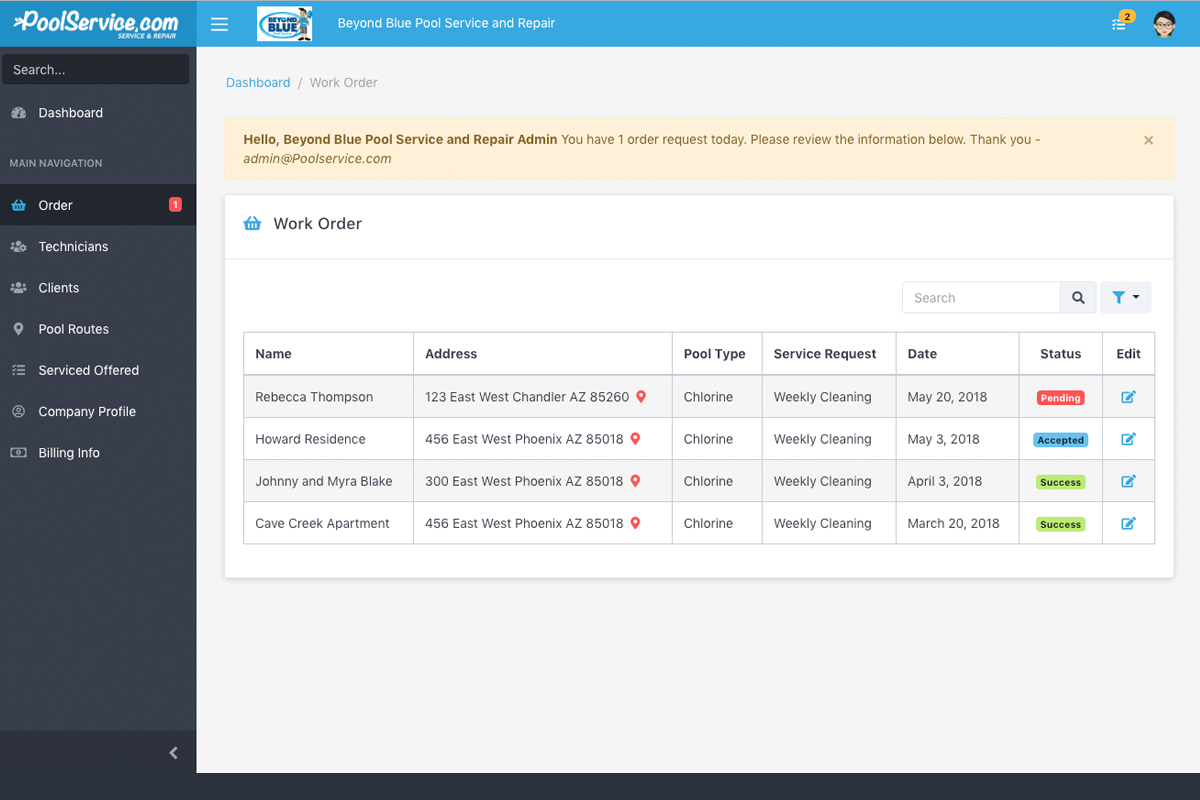 PoolService.com
SERVICE & REPAIR
BEYOND
BLUE
Beyond Blue Pool Service and Repair
2
Search...
Dashboard
MAIN NAVIGATION
Order 1
Technicians
Clients
Pool Routes
Serviced Offered
Company Profile
Billing Info
Dashboard / Work Order
Hello, Beyond Blue Pool Service and Repair Admin You have 1 order request today. Please review the information below. Thank you -
admin@Poolservice.com
×
Work Order
Search
Name Address Pool Type Service Request Date Status Edit
Rebecca Thompson 123 East West Chandler AZ 85260 Chlorine Weekly Cleaning May 20, 2018 Pending
Howard Residence 456 East West Phoenix AZ 85018 Chlorine Weekly Cleaning May 3, 2018 Accepted
Johnny and Myra Blake 300 East West Phoenix AZ 85018 Chlorine Weekly Cleaning April 3, 2018 Success
Cave Creek Apartment 456 East West Phoenix AZ 85018 Chlorine Weekly Cleaning March 20, 2018 Success